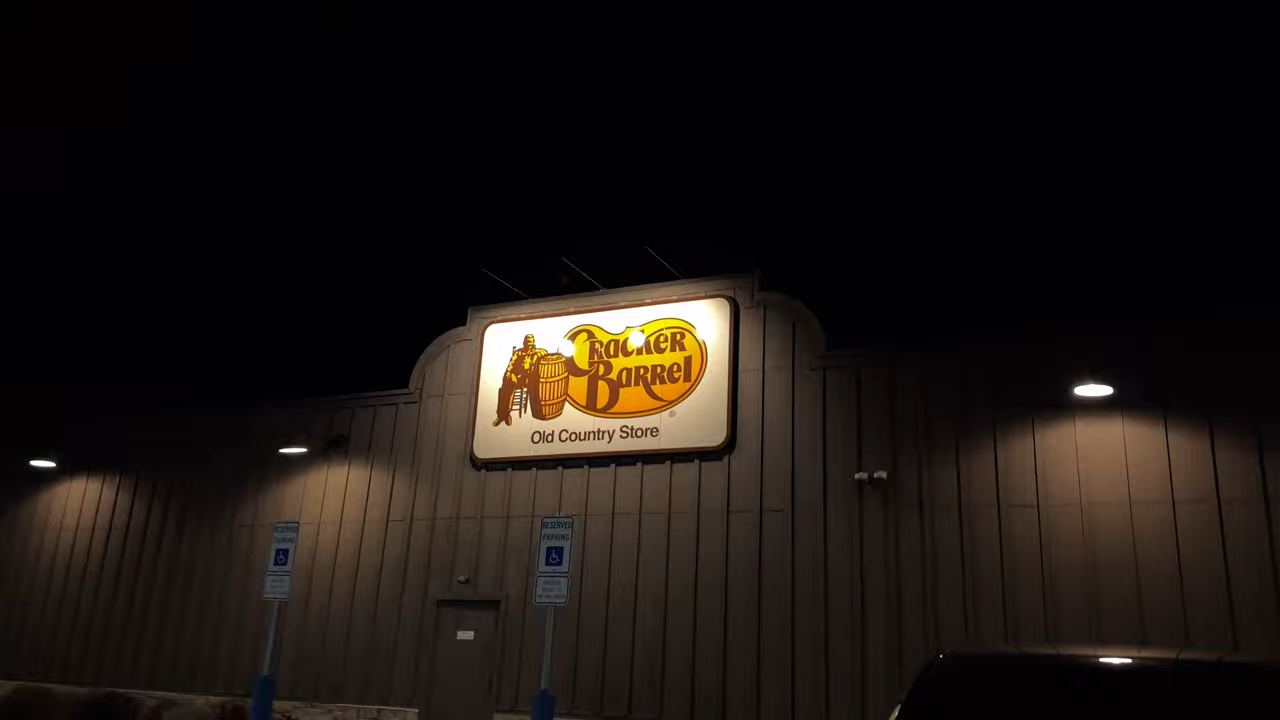 Cracker
Barrel
®
Old Country Store
RESERVED
PARKING
RESERVED
PARKING